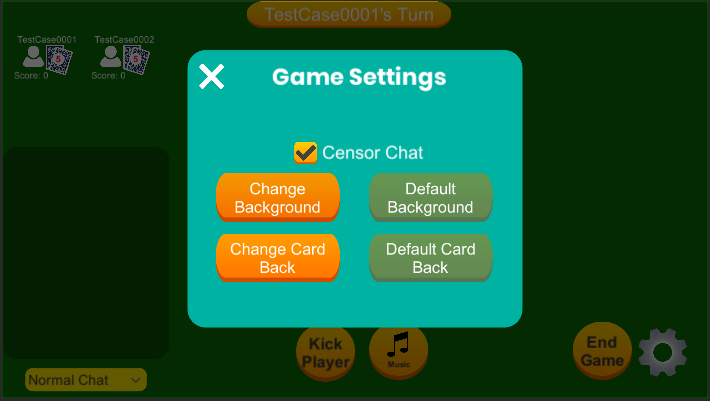 TestCase0001's Turn
TestCase0001
TestCase0002
5
5
Score: 0
Score: 0
Game Settings
Censor Chat
Change
Background
Default
Background
Change Card
Back
Default Card
Back
Kick
Player
Music
End
Game
Normal Chat